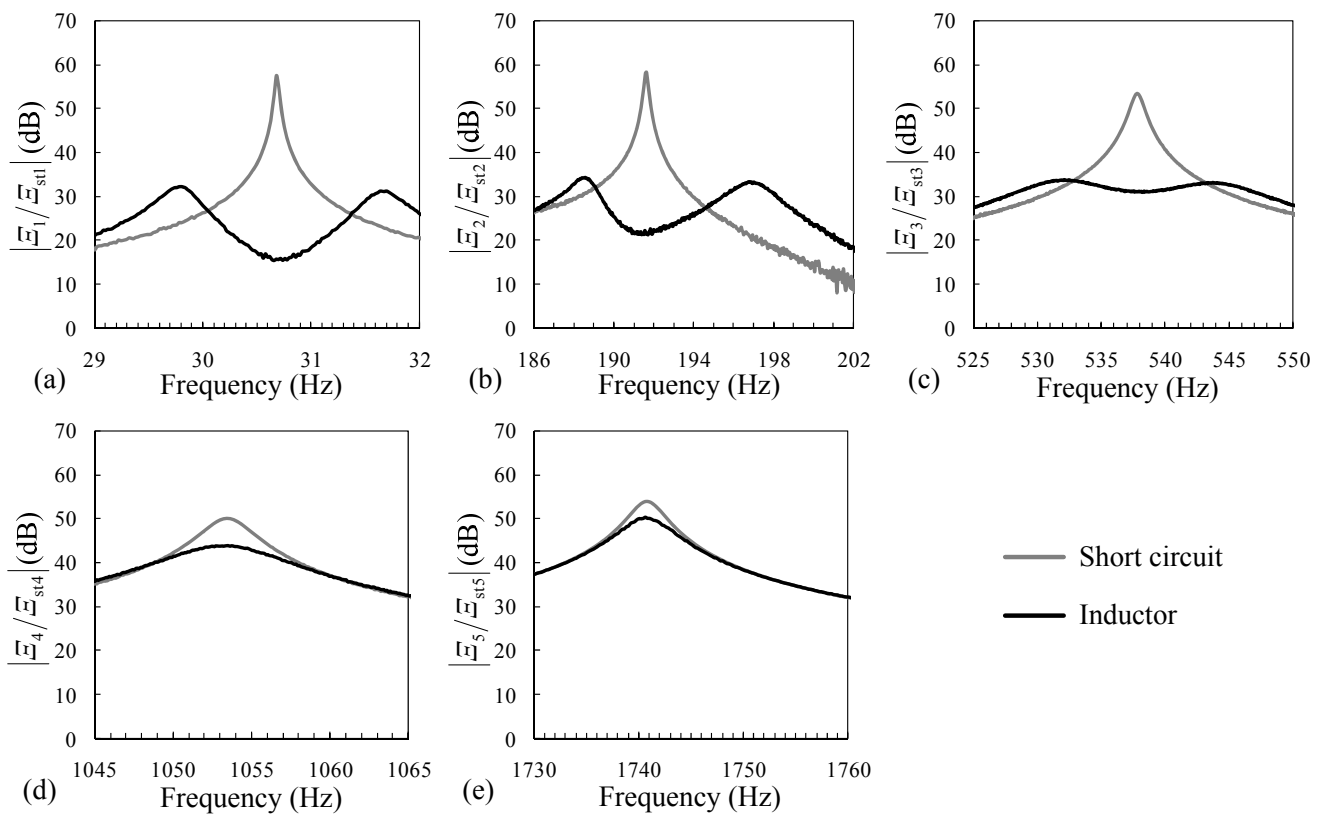 |Ξ1/Ξst1| (dB)
70
60
50
40
30
20
10
0
29 30 31 32
(a) Frequency (Hz)
|Ξ2/Ξst2| (dB)
70
60
50
40
30
20
10
0
186 190 194 198 202
(b) Frequency (Hz)
|Ξ3/Ξst3| (dB)
70
60
50
40
30
20
10
0
525 530 535 540 545 550
(c) Frequency (Hz)
|Ξ4/Ξst4| (dB)
70
60
50
40
30
20
10
0
1045 1050 1055 1060 1065
(d) Frequency (Hz)
|Ξ5/Ξst5| (dB)
70
60
50
40
30
20
10
0
1730 1740 1750 1760
(e) Frequency (Hz)
Short circuit
Inductor